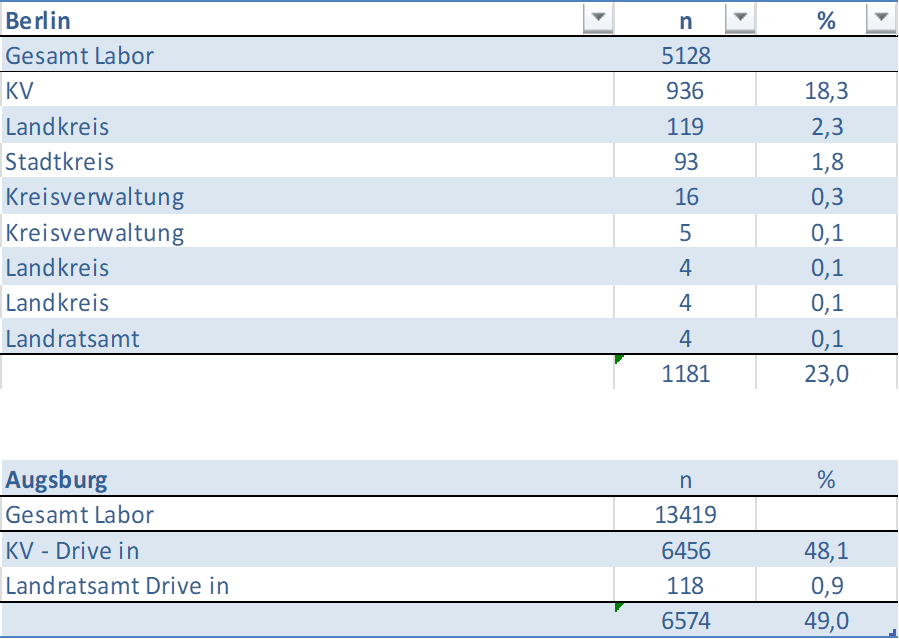 Berlin n %
Gesamt Labor 5128
KV 936 18,3
Landkreis 119 2,3
Stadtkreis 93 1,8
Kreisverwaltung 16 0,3
Kreisverwaltung 5 0,1
Landkreis 4 0,1
Landkreis 4 0,1
Landratsamt 4 0,1
1181 23,0
Augsburg n %
Gesamt Labor 13419
KV - Drive in 6456 48,1
Landratsamt Drive in 118 0,9
6574 49,0